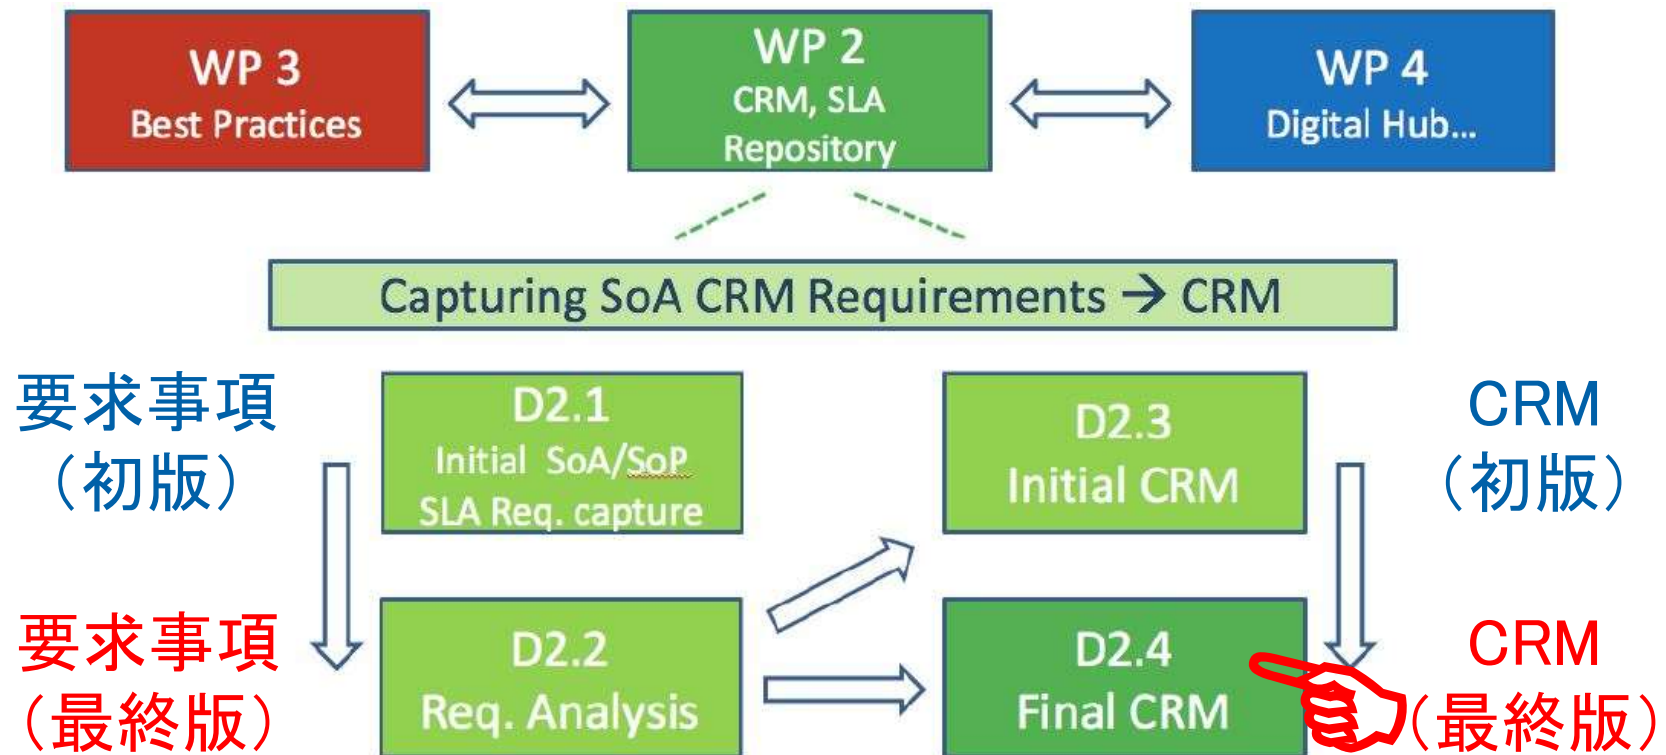 WP 3
Best Practices
WP 2
CRM, SLA
Repository
WP 4
Digital Hub...
Capturing SoA CRM Requirements → CRM
要求事項
（初版）
D2.1
Initial SoA/SoP
SLA Req. capture
D2.3
Initial CRM
CRM
（初版）
要求事項
（最終版）
D2.2
Req. Analysis
D2.4
Final CRM
CRM
（最終版）